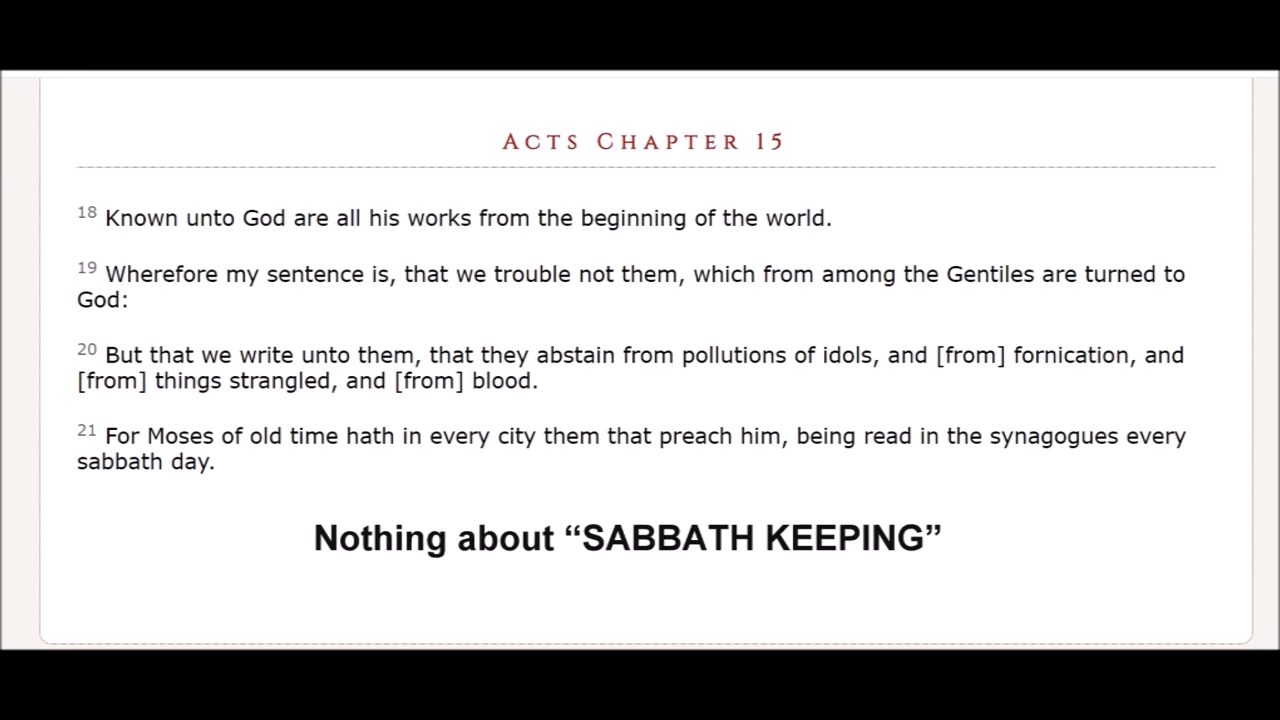 Acts Chapter 15
18 Known unto God are all his works from the beginning of the world.
19 Wherefore my sentence is, that we trouble not them, which from among the Gentiles are turned to
God:
20 But that we write unto them, that they abstain from pollutions of idols, and [from] fornication, and
[from] things strangled, and [from] blood.
21 For Moses of old time hath in every city them that preach him, being read in the synagogues every
sabbath day.
Nothing about “SABBATH KEEPING”